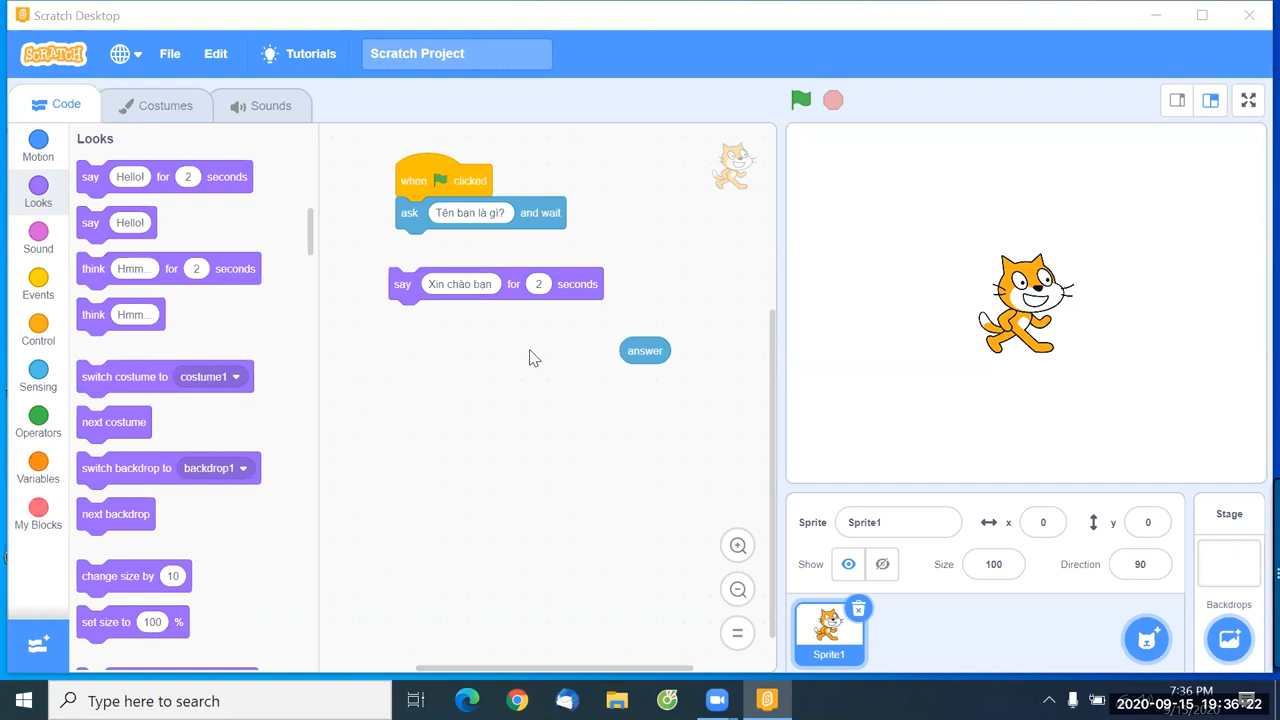 Scratch Desktop
SCRATCH File Edit Tutorials Scratch Project
Code Costumes Sounds
Motion
Looks
Sound
Events
Control
Sensing
Operators
Variables
My Blocks
Looks
say Hello! for 2 seconds
say Hello!
think Hmm... for 2 seconds
think Hmm...
switch costume to costume1
next costume
switch backdrop to backdrop1
next backdrop
change size by 10
set size to 100 %
when clicked
ask Tên bạn là gì? and wait
say Xin chào bạn for 2 seconds
answer
Sprite Sprite1 x 0 y 0
Show Size 100 Direction 90
Sprite1
Stage
Backdrops
Type here to search
7:36 PM
2020-09-15 19:36:22